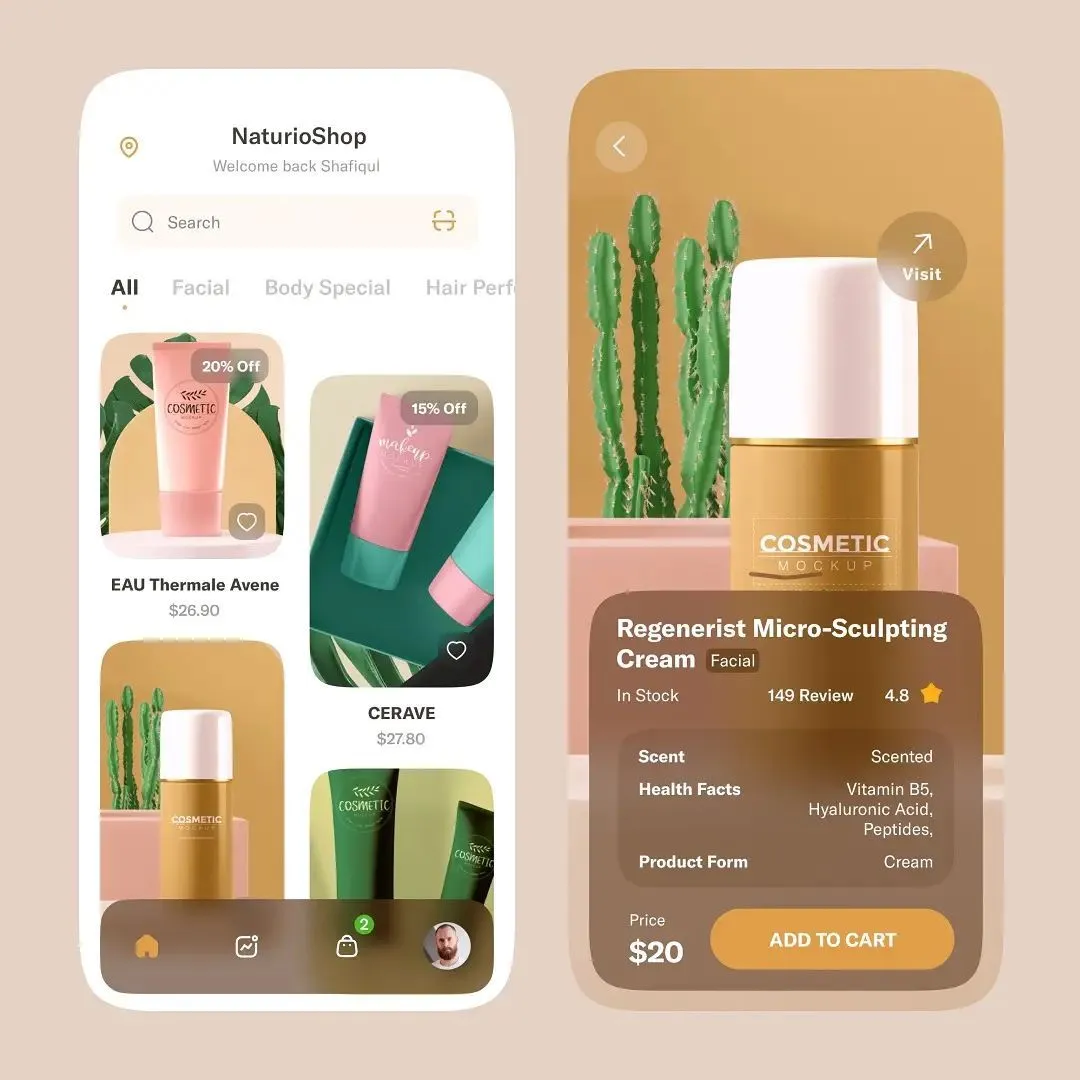 NaturioShop
Welcome back Shafiqul
Search
All Facial Body Special Hair Perf
20% Off
COSMETIC
MOCKUP
EAU Thermale Avene
$26.90
15% Off
makeup
CERAVE
$27.80
COSMETIC
MOCKUP
COSMETIC
MOCKUP
COSMETIC
2
Visit
COSMETIC
MOCKUP
Regenerist Micro-Sculpting
Cream Facial
In Stock 149 Review 4.8
Scent Scented
Health Facts Vitamin B5,
Hyaluronic Acid,
Peptides,
Product Form Cream
Price
$20
ADD TO CART